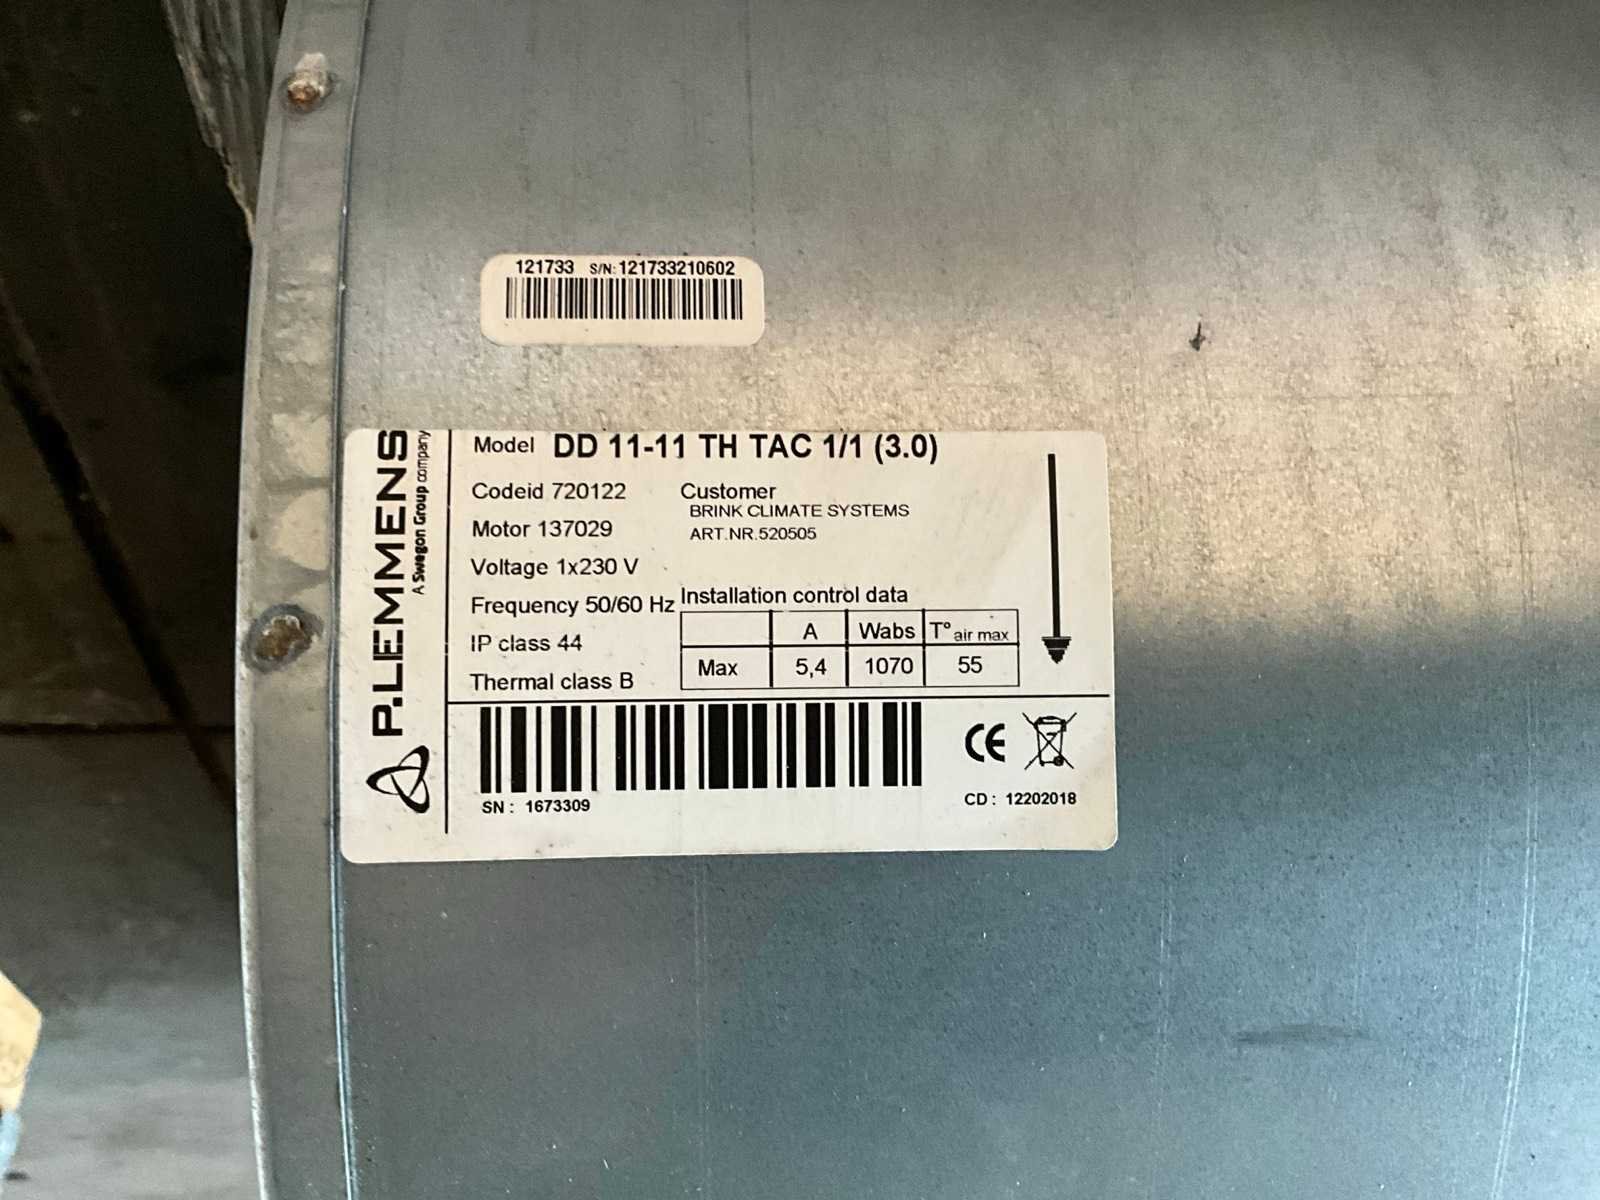 121733 S/N:121733210602
P.LEMMENS
A Swegon Group company
Model DD 11-11 TH TAC 1/1 (3.0)
Codeid 720122
Motor 137029
Voltage 1x230 V
Frequency 50/60 Hz
IP class 44
Thermal class B
Customer
BRINK CLIMATE SYSTEMS
ART.NR.520505
Installation control data
A Wabs T° air max
Max 5,4 1070 55
SN : 1673309
CE
CD : 12202018